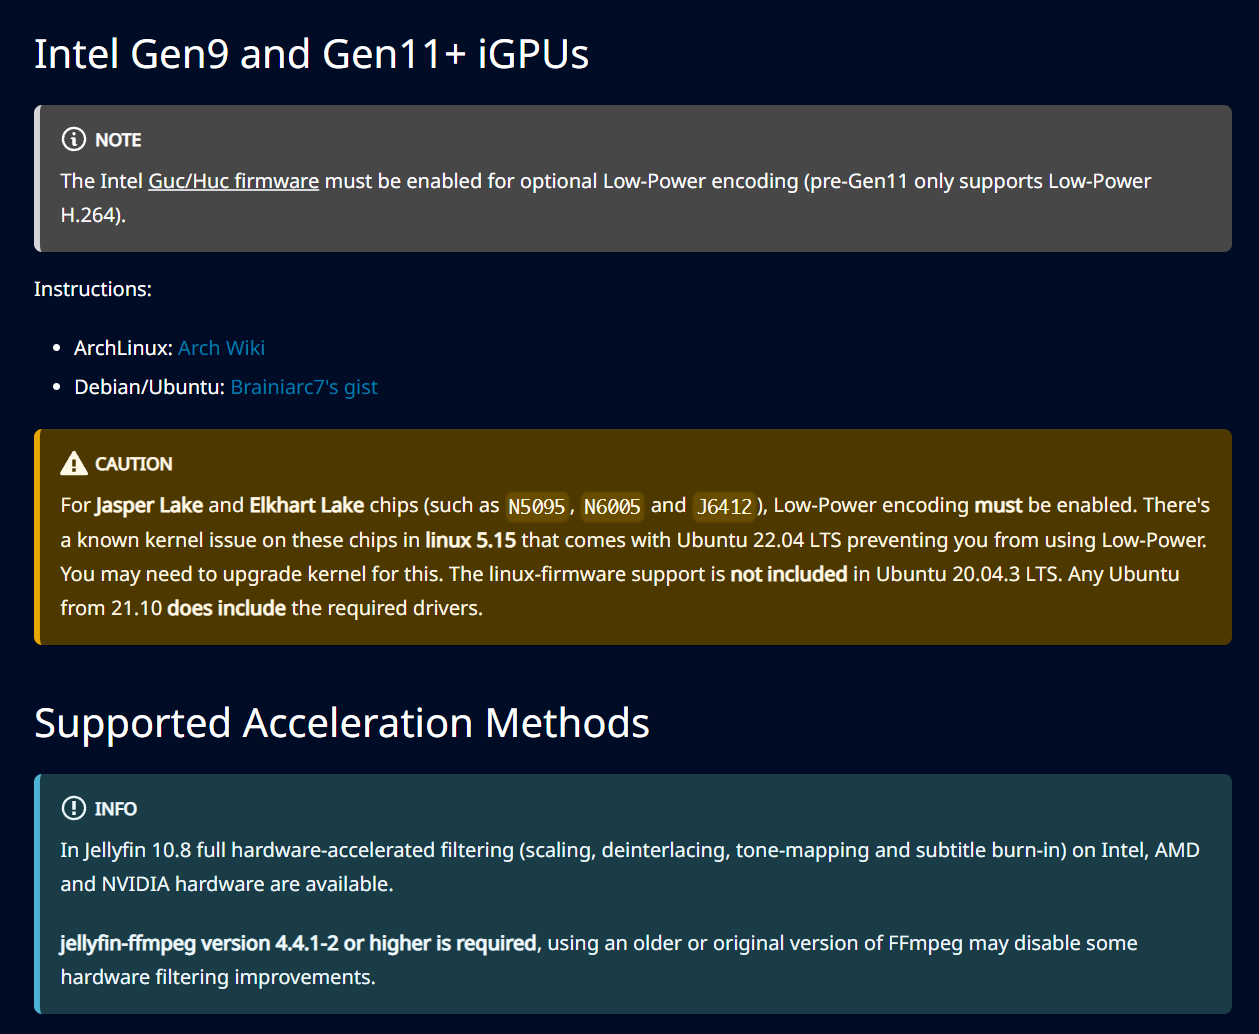 Intel Gen9 and Gen11+ iGPUs
NOTE
The Intel Guc/Huc firmware must be enabled for optional Low-Power encoding (pre-Gen11 only supports Low-Power
H.264).
Instructions:
• ArchLinux: Arch Wiki
• Debian/Ubuntu: Brainiarc7's gist
CAUTION
For Jasper Lake and Elkhart Lake chips (such as N5095, N6005 and J6412), Low-Power encoding must be enabled. There's
a known kernel issue on these chips in linux 5.15 that comes with Ubuntu 22.04 LTS preventing you from using Low-Power.
You may need to upgrade kernel for this. The linux-firmware support is not included in Ubuntu 20.04.3 LTS. Any Ubuntu
from 21.10 does include the required drivers.
Supported Acceleration Methods
INFO
In Jellyfin 10.8 full hardware-accelerated filtering (scaling, deinterlacing, tone-mapping and subtitle burn-in) on Intel, AMD
and NVIDIA hardware are available.
jellyfin-ffmpeg version 4.4.1-2 or higher is required, using an older or original version of FFmpeg may disable some
hardware filtering improvements.